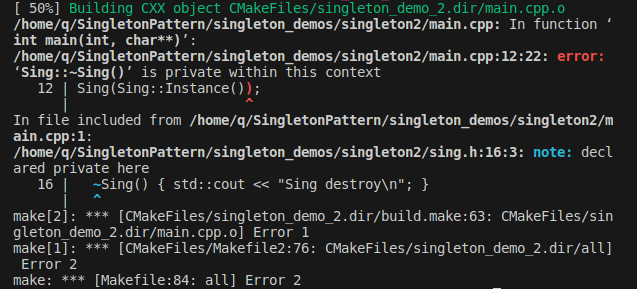 [ 50%] Building CXX object CMakeFiles/singleton_demo_2.dir/main.cpp.o
/home/q/SingletonPattern/singleton_demos/singleton2/main.cpp: In function ‘
int main(int, char**)’:
/home/q/SingletonPattern/singleton_demos/singleton2/main.cpp:12:22: error:
‘Sing::~Sing()’ is private within this context
   12 | Sing(Sing::Instance());
      |                      ^
In file included from /home/q/SingletonPattern/singleton_demos/singleton2/m
ain.cpp:1:
/home/q/SingletonPattern/singleton_demos/singleton2/sing.h:16:3: note: decl
ared private here
   16 |   ~Sing() { std::cout << "Sing destroy\n"; }
      |   ^
make[2]: *** [CMakeFiles/singleton_demo_2.dir/build.make:63: CMakeFiles/sin
gleton_demo_2.dir/main.cpp.o] Error 1
make[1]: *** [CMakeFiles/Makefile2:76: CMakeFiles/singleton_demo_2.dir/all]
 Error 2
make: *** [Makefile:84: all] Error 2